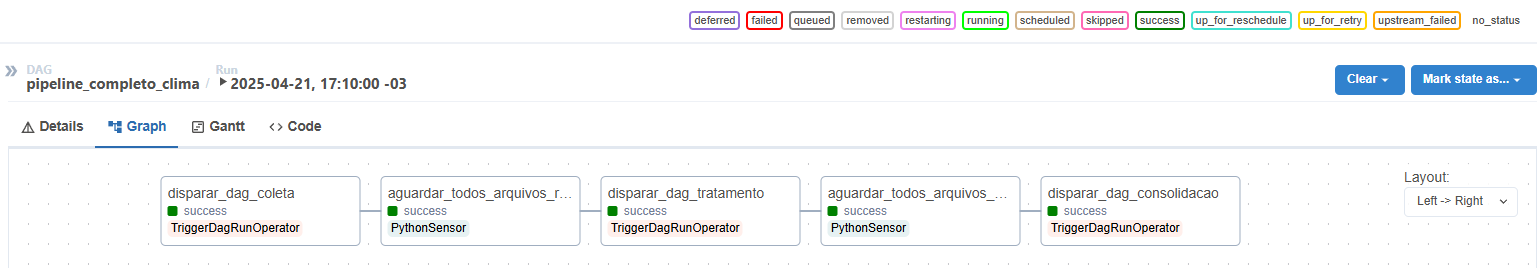 deferred failed queued removed restarting running scheduled skipped success up_for_reschedule up_for_retry upstream_failed no_status
DAG
pipeline_completo_clima / Run
2025-04-21, 17:10:00 -03
Clear
Mark state as...
Details Graph Gantt Code
Layout:
Left -> Right
disparar_dag_coleta
success
TriggerDagRunOperator
aguardar_todos_arquivos_r...
success
PythonSensor
disparar_dag_tratamento
success
TriggerDagRunOperator
aguardar_todos_arquivos_...
success
PythonSensor
disparar_dag_consolidacao
success
TriggerDagRunOperator